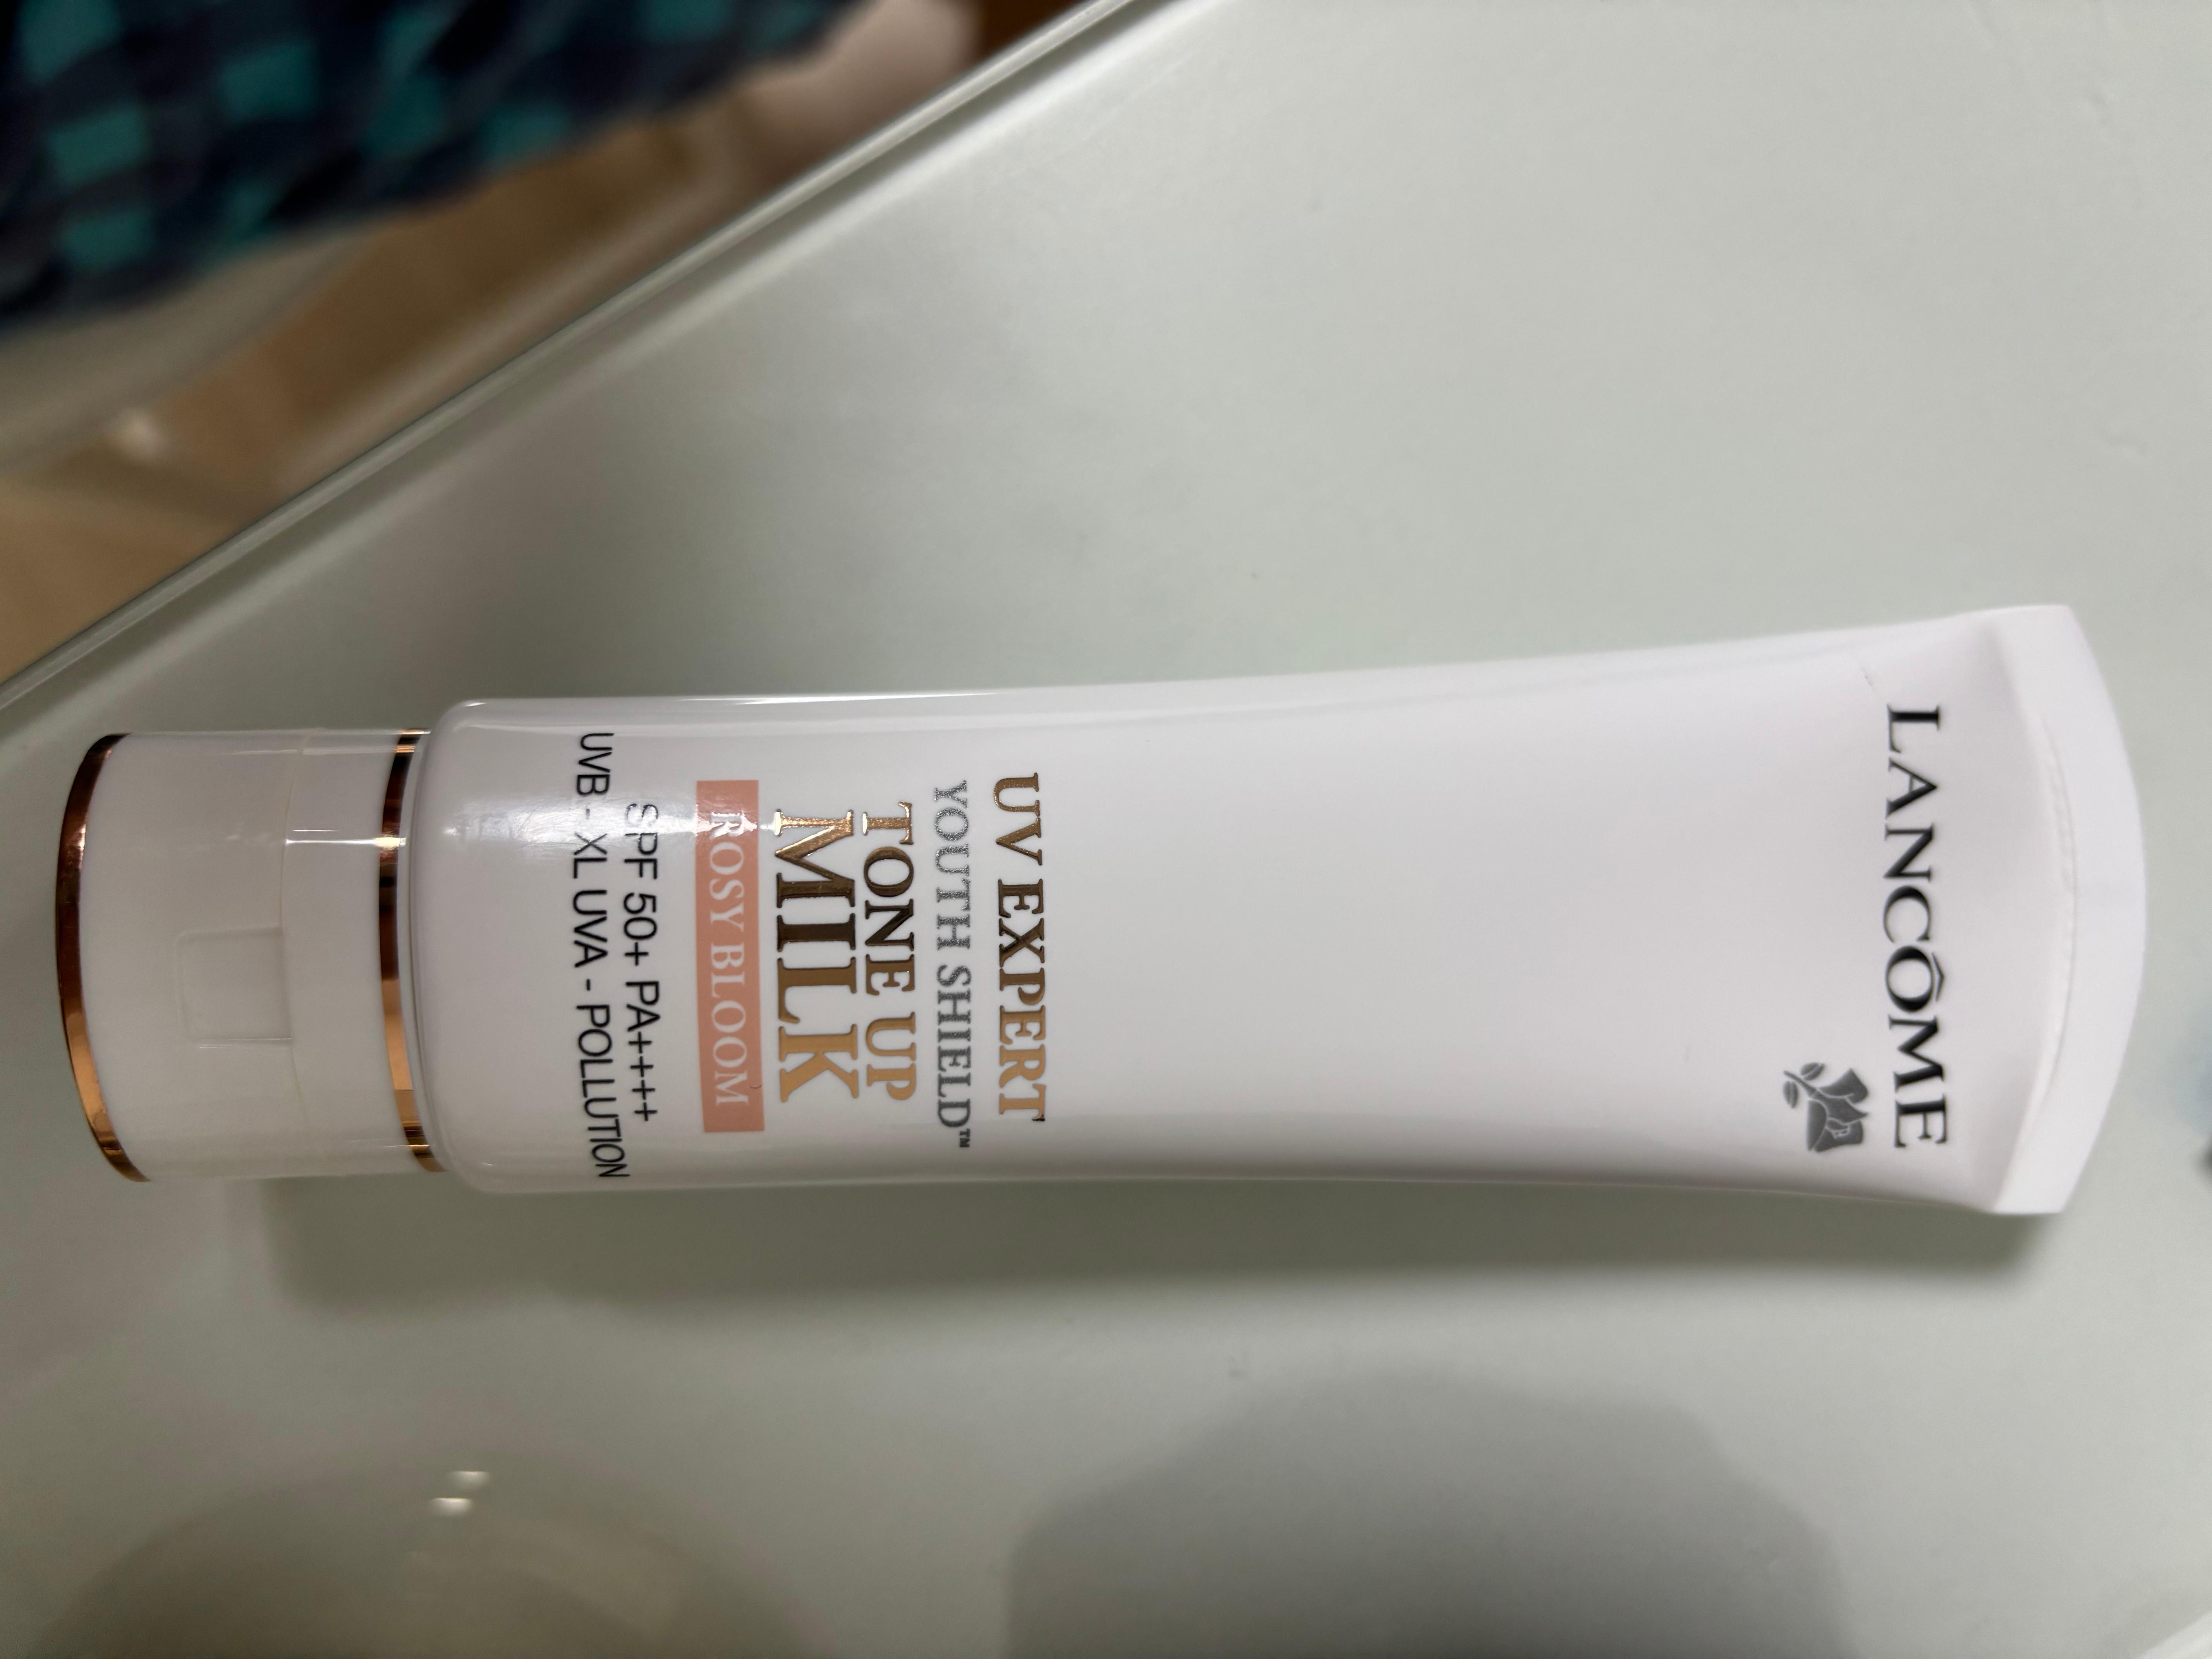 LANCÔME
UV EXPERT
YOUTH SHIELD™
TONE UP
MILK
ROSY BLOOM
SPF 50+ PA++++
UVB - XL UVA - POLLUTION